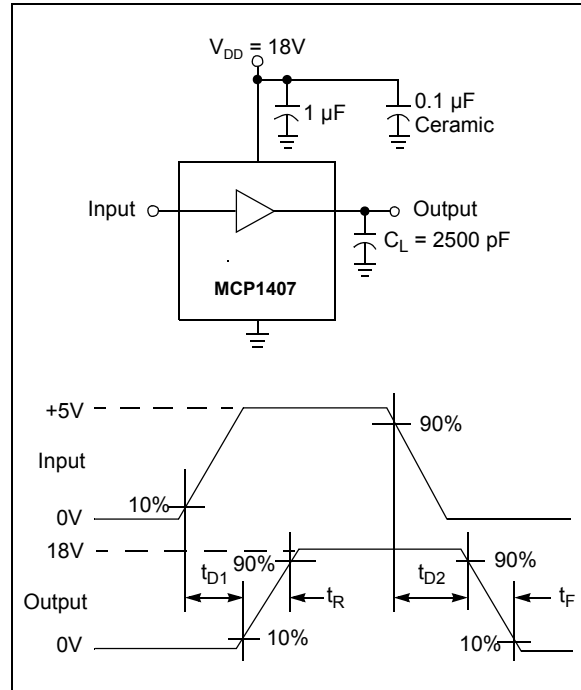 V_DD = 18V
1 µF
0.1 µF
Ceramic
Input
Output
C_L = 2500 pF
MCP1407
+5V
90%
Input
10%
0V
18V
t_D1
90%
t_R
t_D2
90%
t_F
Output
0V
10%
10%